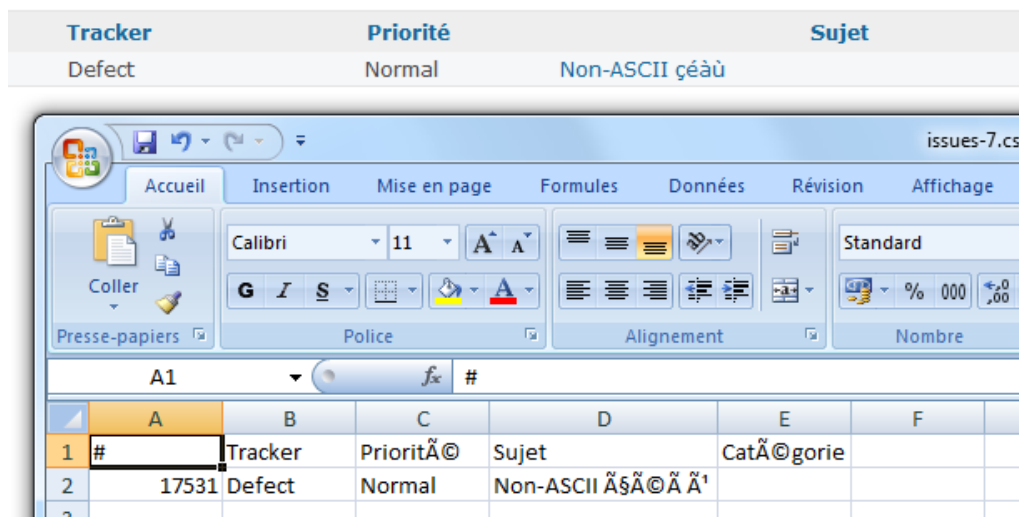 Tracker Priorité Sujet
Defect Normal Non-ASCII çéàù
issues-7.cs
Accueil Insertion Mise en page Formules Données Révision Affichage
Calibri 11 A A Standard
Coller G I S % 000
Presse-papiers Police Alignement Nombre
A1 fx #
A B C D E F
1 # Tracker PrioritÃ© Sujet CatÃ©gorie
2 17531 Defect Normal Non-ASCII Ã§Ã©Ã Ã¹